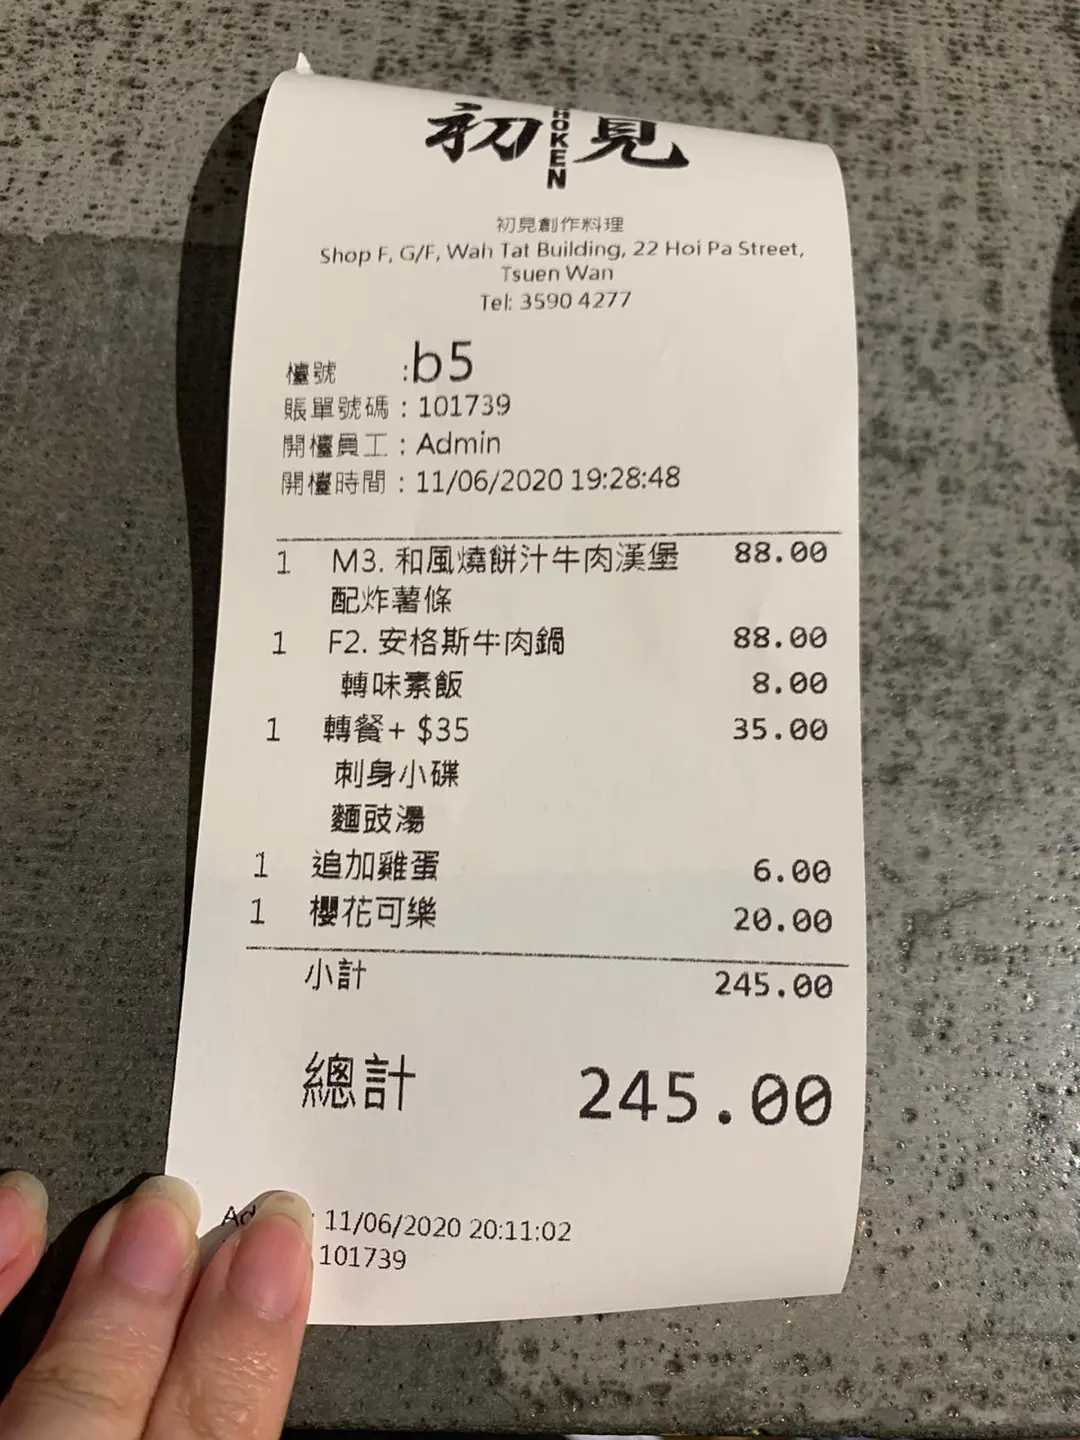 初見 HOKEN
初見創作料理
Shop F, G/F, Wah Tat Building, 22 Hoi Pa Street,
Tsuen Wan
Tel: 3590 4277
檯號 :b5
賬單號碼 : 101739
開檯員工 : Admin
開檯時間 : 11/06/2020 19:28:48
1 M3. 和風燒餅汁牛肉漢堡 88.00
配炸薯條
1 F2. 安格斯牛肉鍋 88.00
轉味素飯 8.00
1 轉餐+ $35 35.00
刺身小碟
麵豉湯
1 追加雞蛋 6.00
1 櫻花可樂 20.00
小計 245.00
總計 245.00
: 11/06/2020 20:11:02
101739